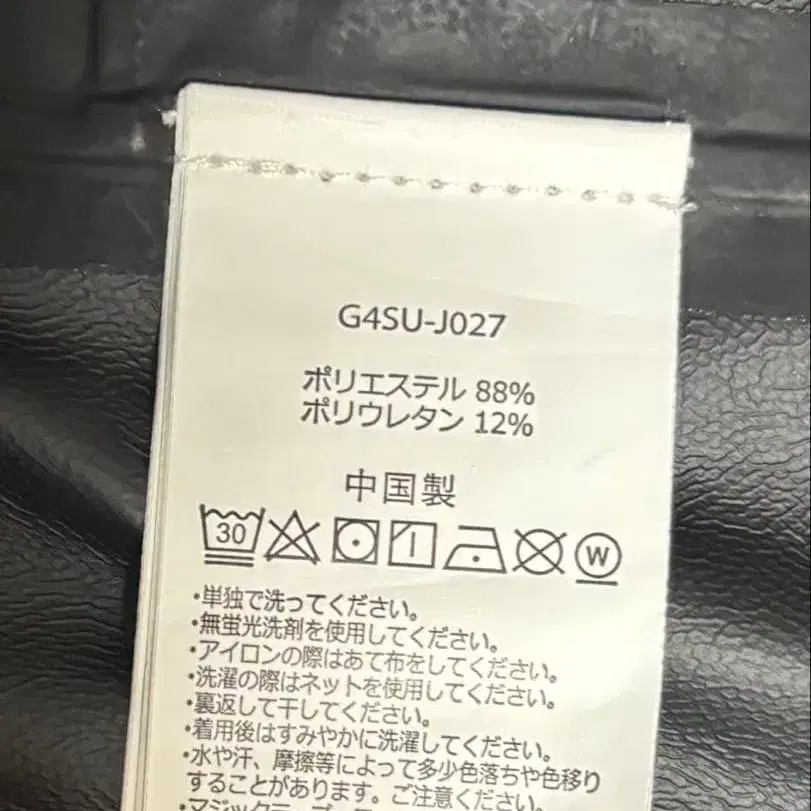 G4SU-J027
ポリエステル 88%
ポリウレタン 12%
中国製
30 W
・単独で洗ってください。
・無蛍光洗剤を使用してください。
・アイロンの際はあて布をしてください。
・洗濯の際はネットを使用してください。
・裏返して干してください。
・着用後はすみやかに洗濯してください。
・水や汗、摩擦等によって多少色落ちや色移り
することがあります。ご注意ください。